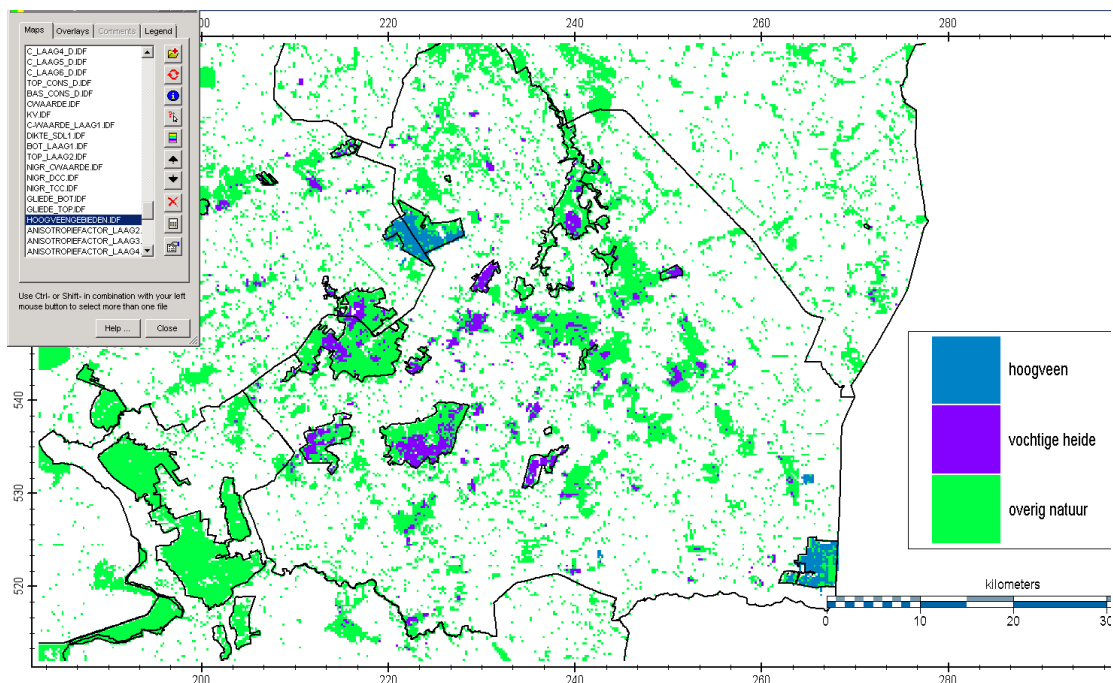 Maps Overlays Comments Legend
C_LAAG4_D.IDF
C_LAAG5_D.IDF
C_LAAG6_D.IDF
TOP_CONS_D.IDF
BAS_CONS_D.IDF
CWAARDE.IDF
KV.IDF
C-WAARDE_LAAG1.IDF
DIKTE_SDL1.IDF
BOT_LAAG1.IDF
TOP_LAAG2.IDF
NIGR_CWAARDE.IDF
NIGR_DCC.IDF
NIGR_TCC.IDF
GLIEDE_BOT.IDF
GLIEDE_TOP.IDF
HOOGVEENGEBIEDEN.IDF
ANISOTROPIEFACTOR_LAAG2.
ANISOTROPIEFACTOR_LAAG3.
ANISOTROPIEFACTOR_LAAG4.
Use Ctrl- or Shift- in combination with your left
mouse button to select more than one file
Help ... Close
200 220 240 260 280
540
530
520
hoogveen
vochtige heide
overig natuur
kilometers
0 10 20 30
200 220 240 260 280